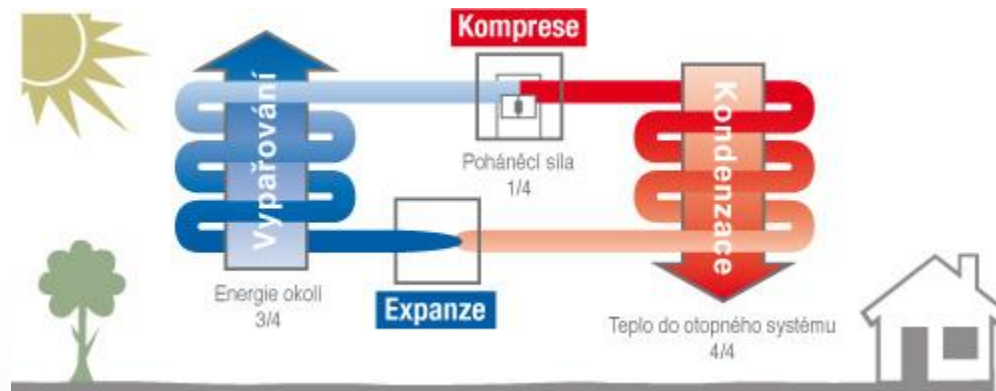 Komprese
Vypařování
Kondenzace
Poháněcí síla
1/4
Energie okolí
3/4
Expanze
Teplo do otopného systému
4/4